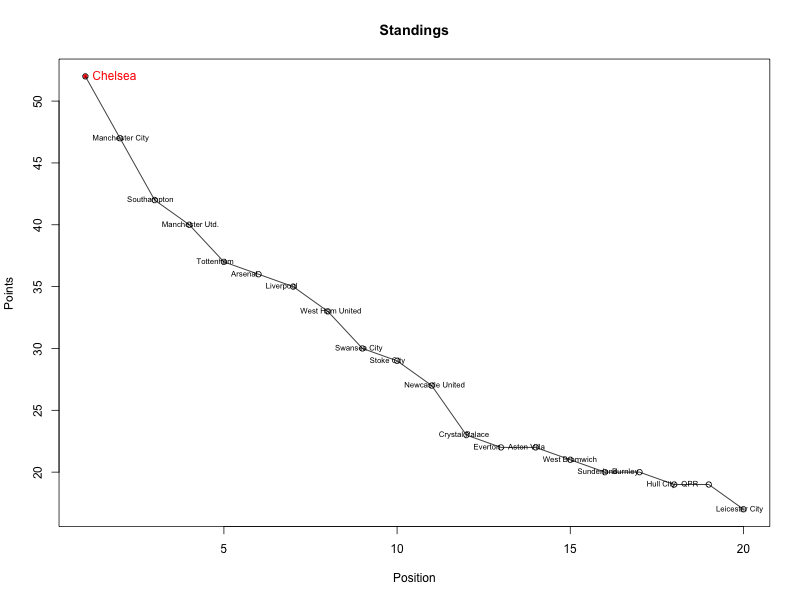 Standings
Chelsea
Manchester City
Southampton
Manchester Utd.
Tottenham
Arsenal
Liverpool
West Ham United
Swansea City
Stoke City
Newcastle United
Crystal Palace
Everton
Aston Villa
West Bromwich
Sunderland
Burnley
Hull City
QPR
Leicester City
50
45
40
35
30
25
20
Points
5 10 15 20
Position